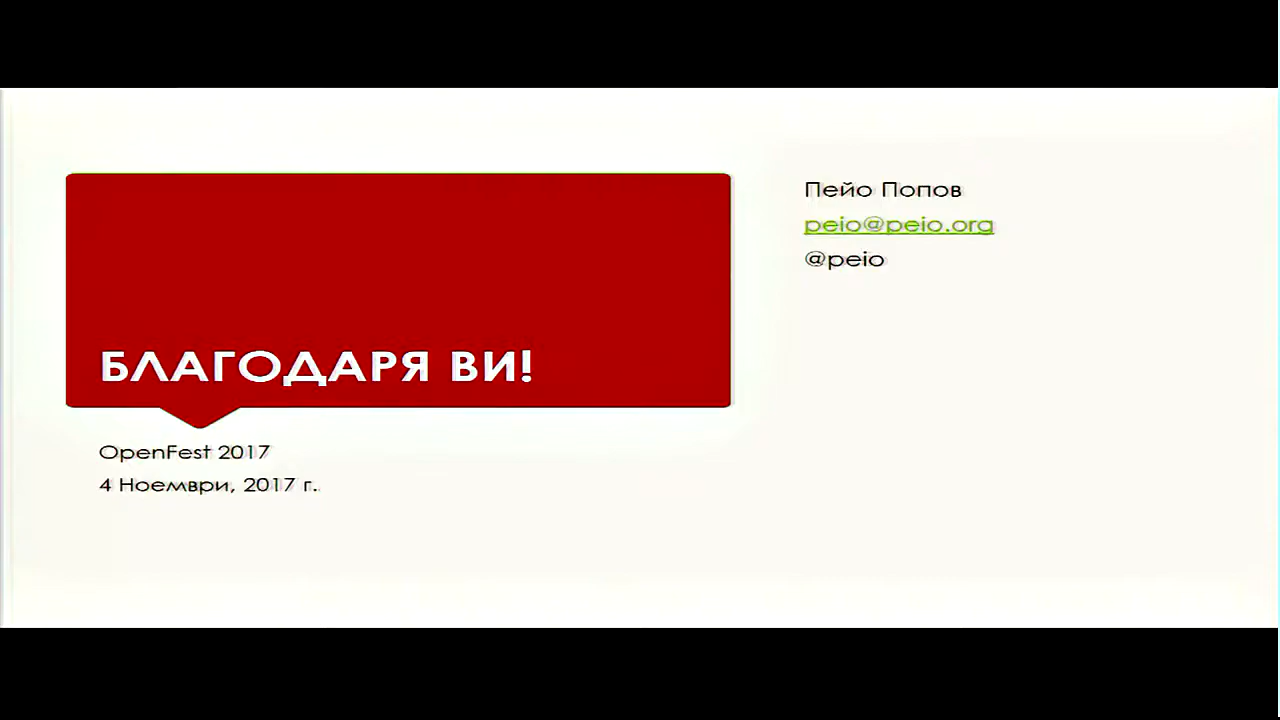 БЛАГОДАРЯ ВИ!
OpenFest 2017
4 Ноември, 2017 г.
Пейо Попов
peio@peio.org
@peio